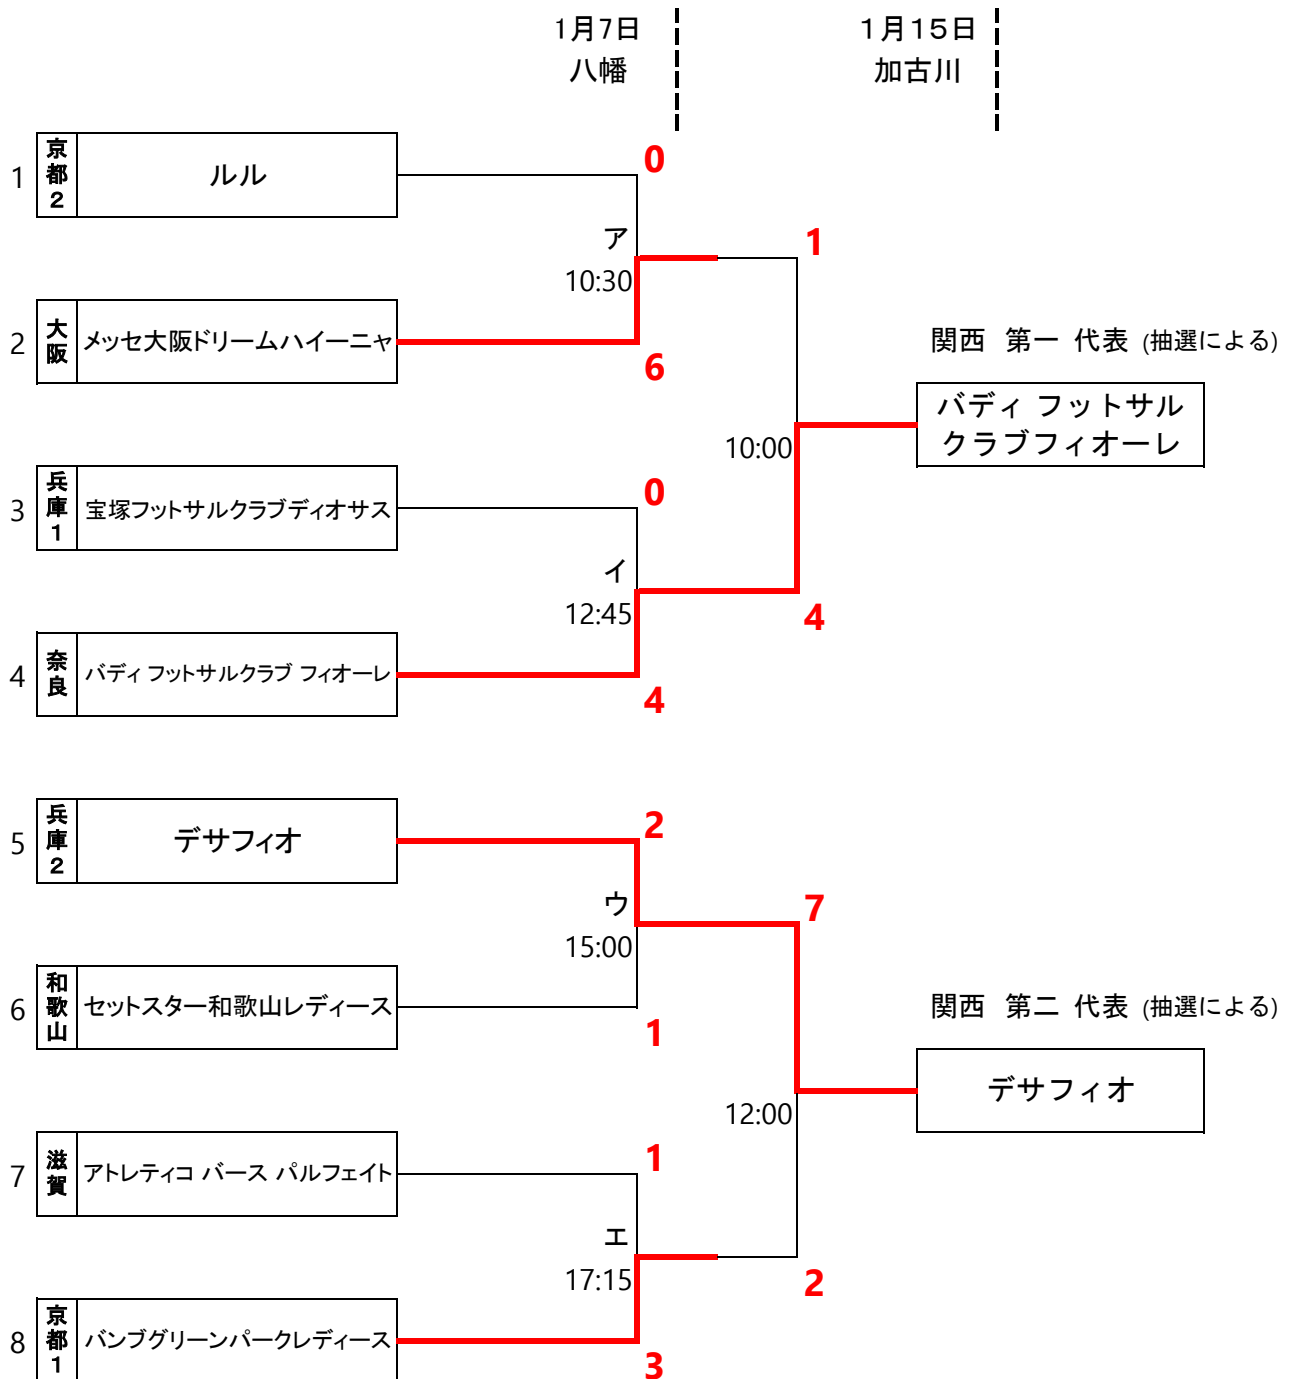 1月7日
八幡
1月15日
加古川
1
京都2
ルル
0
ア
10:30
1
2
大阪
メッセ大阪ドリームハイーニャ
6
関西 第一 代表 (抽選による)
バディ フットサル
クラブフィオーレ
10:00
3
兵庫1
宝塚フットサルクラブディオサス
0
イ
12:45
4
4
奈良
バディ フットサルクラブ フィオーレ
4
5
兵庫2
デサフィオ
2
ウ
15:00
7
6
和歌山
セットスター和歌山レディース
1
関西 第二 代表 (抽選による)
デサフィオ
12:00
7
滋賀
アトレティコ バース パルフェイト
1
エ
17:15
2
8
京都1
バンブグリーンパークレディース
3